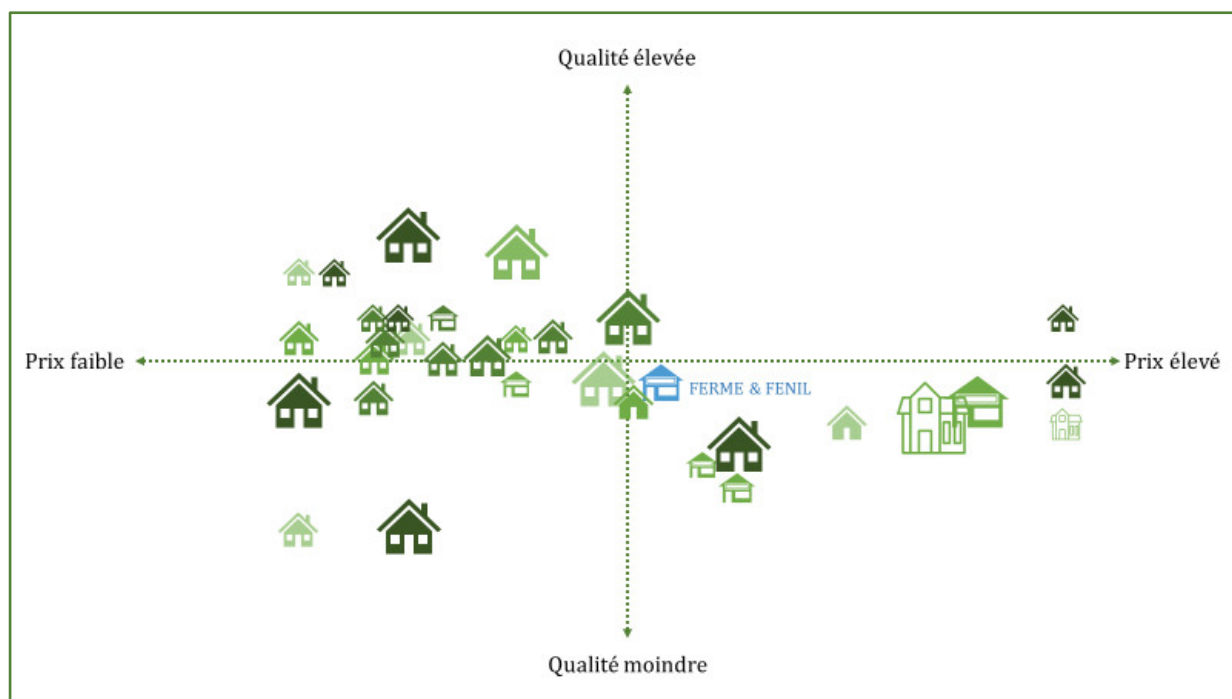 Qualité élevée
Prix faible
Prix élevé
FERME & FENIL
Qualité moindre